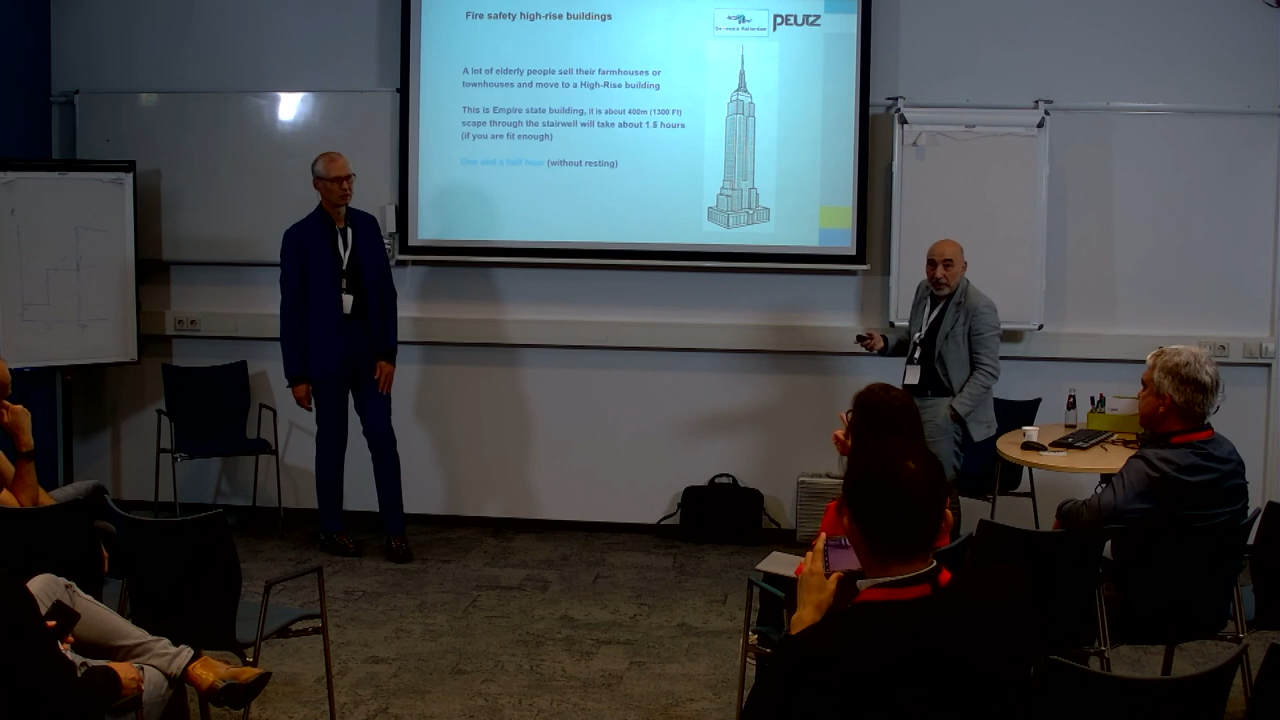 Fire safety high-rise buildings
PEUTZ
A lot of elderly people sell their farmhouses or
townhouses and move to a High-Rise building
This is Empire state building, it is about 400m (1300 Ft)
scape through the stairwell will take about 1.5 hours
(if you are fit enough)
One and a half hour (without resting)